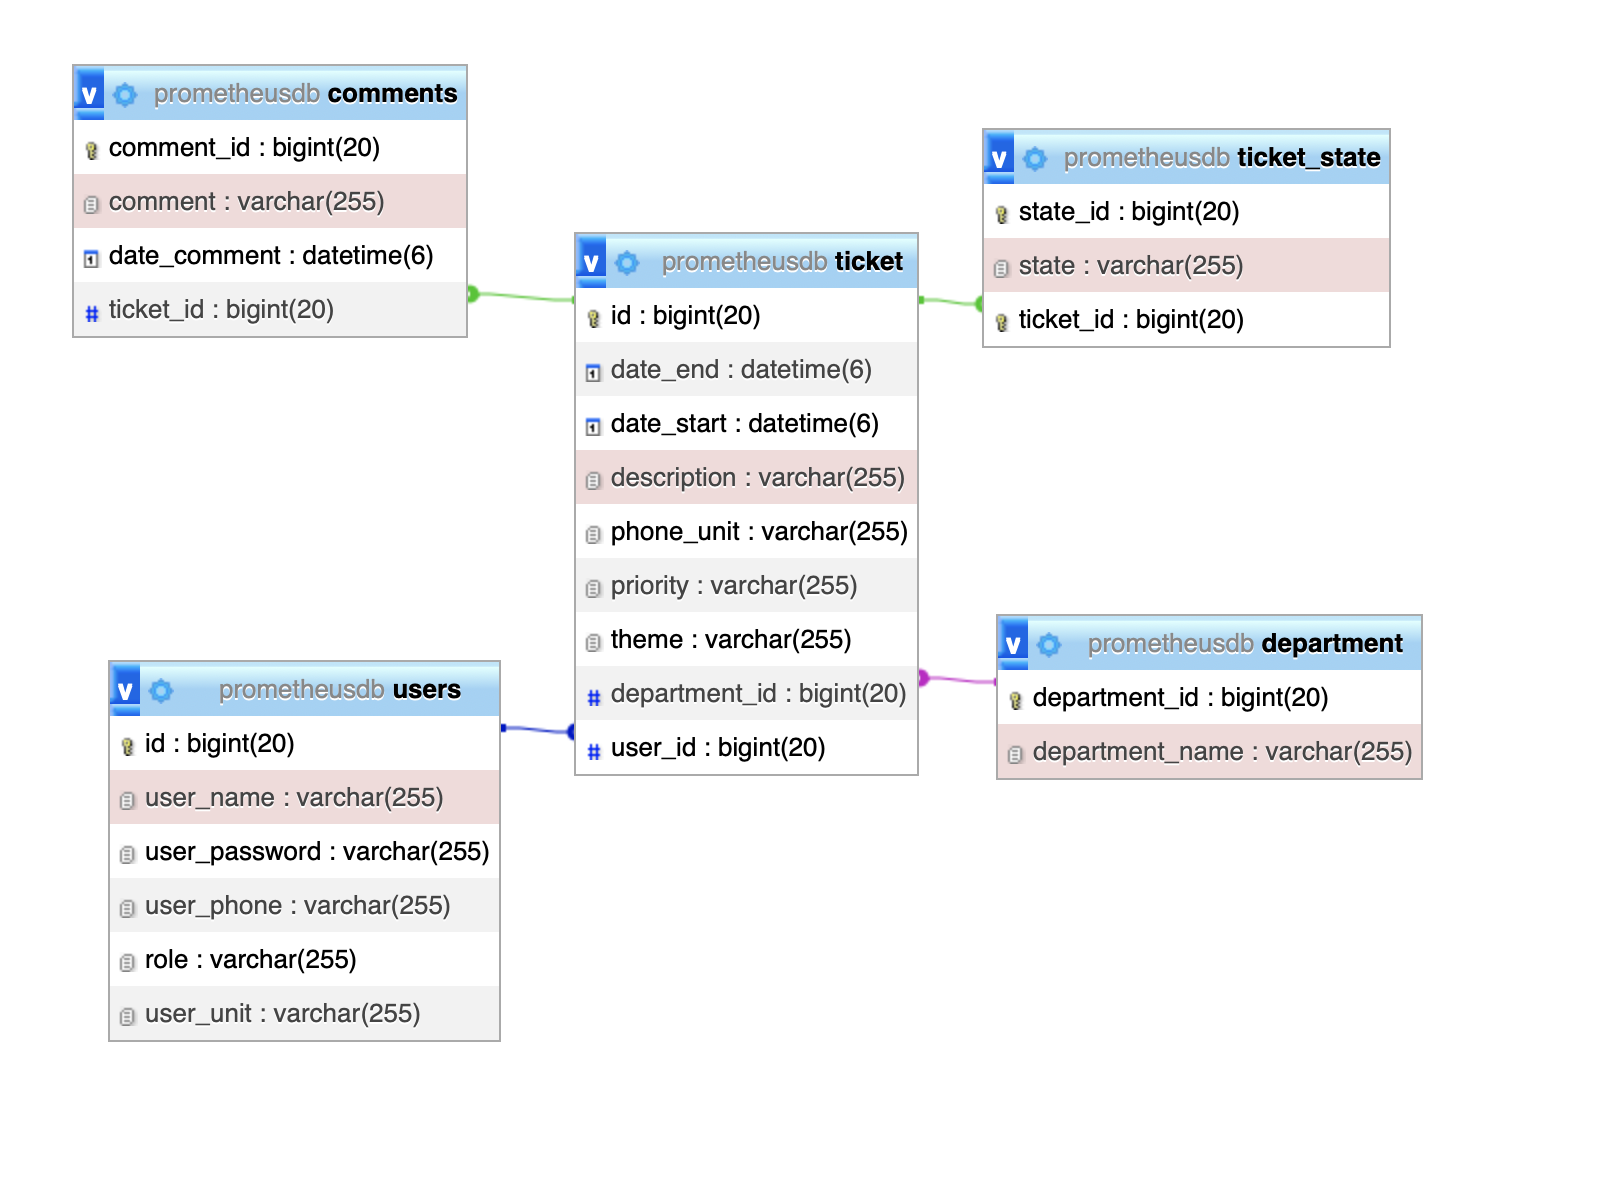 v prometheusdb comments
comment_id : bigint(20)
comment : varchar(255)
date_comment : datetime(6)
# ticket_id : bigint(20)
v prometheusdb ticket_state
state_id : bigint(20)
state : varchar(255)
ticket_id : bigint(20)
v prometheusdb ticket
id : bigint(20)
date_end : datetime(6)
date_start : datetime(6)
description : varchar(255)
phone_unit : varchar(255)
priority : varchar(255)
theme : varchar(255)
# department_id : bigint(20)
# user_id : bigint(20)
v prometheusdb department
department_id : bigint(20)
department_name : varchar(255)
v prometheusdb users
id : bigint(20)
user_name : varchar(255)
user_password : varchar(255)
user_phone : varchar(255)
role : varchar(255)
user_unit : varchar(255)